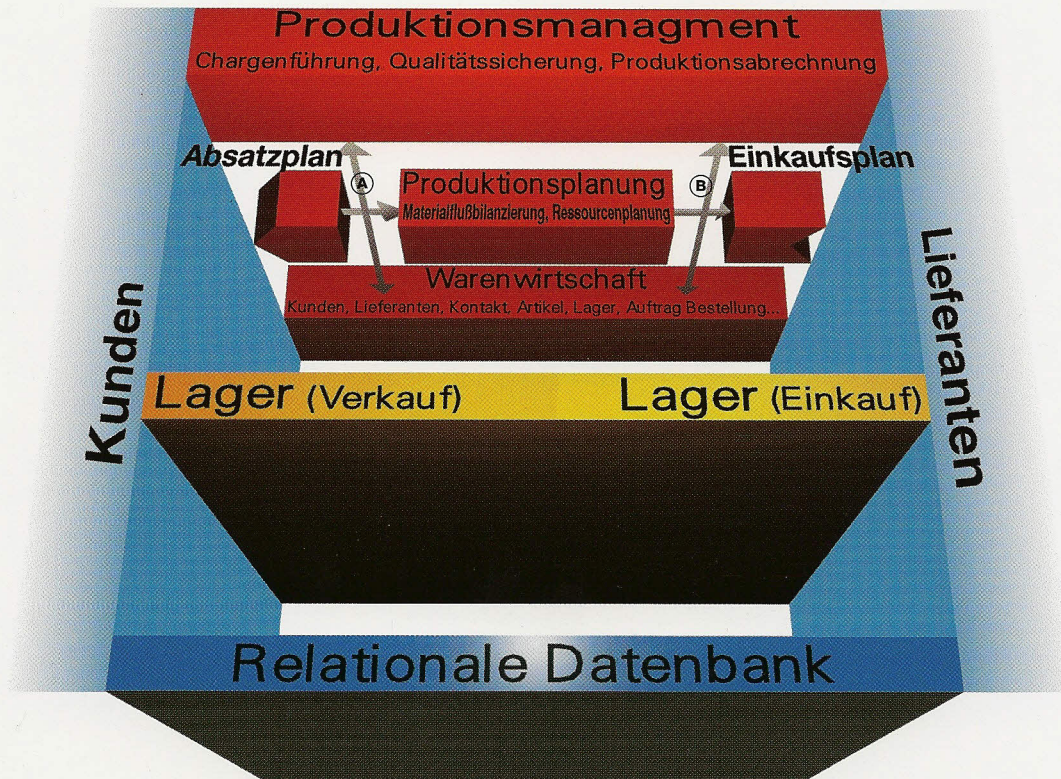 Produktionsmanagment
Chargenführung, Qualitätssicherung, Produktionsabrechnung
Absatzplan
Einkaufsplan
A
Produktionsplanung
B
Materialflußbilanzierung, Ressourcenplanung
Warenwirtschaft
Kunden, Lieferanten, Kontakt, Artikel, Lager, Auftrag Bestellung...
Kunden
Lieferanten
Lager (Verkauf)
Lager (Einkauf)
Relationale Datenbank